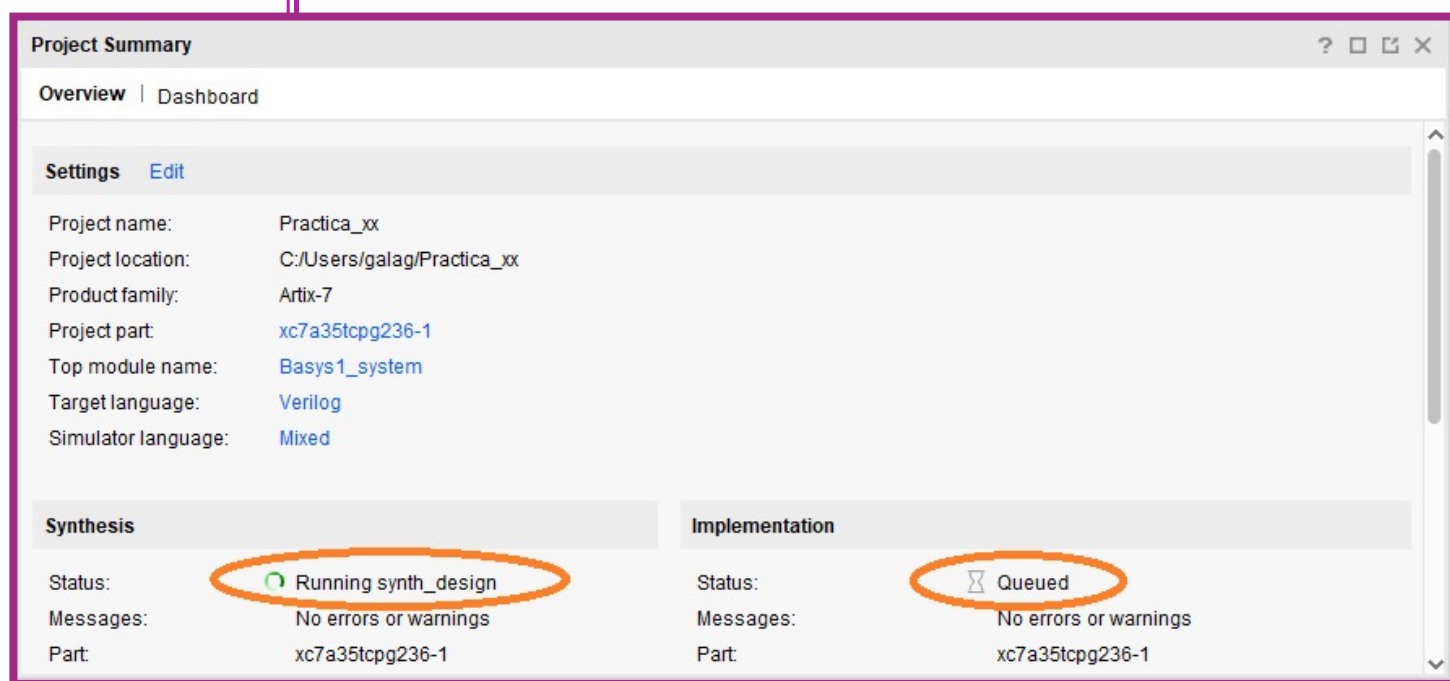 Project Summary
Overview | Dashboard
Settings Edit
Project name: Practica_xx
Project location: C:/Users/galag/Practica_xx
Product family: Artix-7
Project part: xc7a35tcpg236-1
Top module name: Basys1_system
Target language: Verilog
Simulator language: Mixed
Synthesis
Status: Running synth_design
Messages: No errors or warnings
Part: xc7a35tcpg236-1
Implementation
Status: Queued
Messages: No errors or warnings
Part: xc7a35tcpg236-1